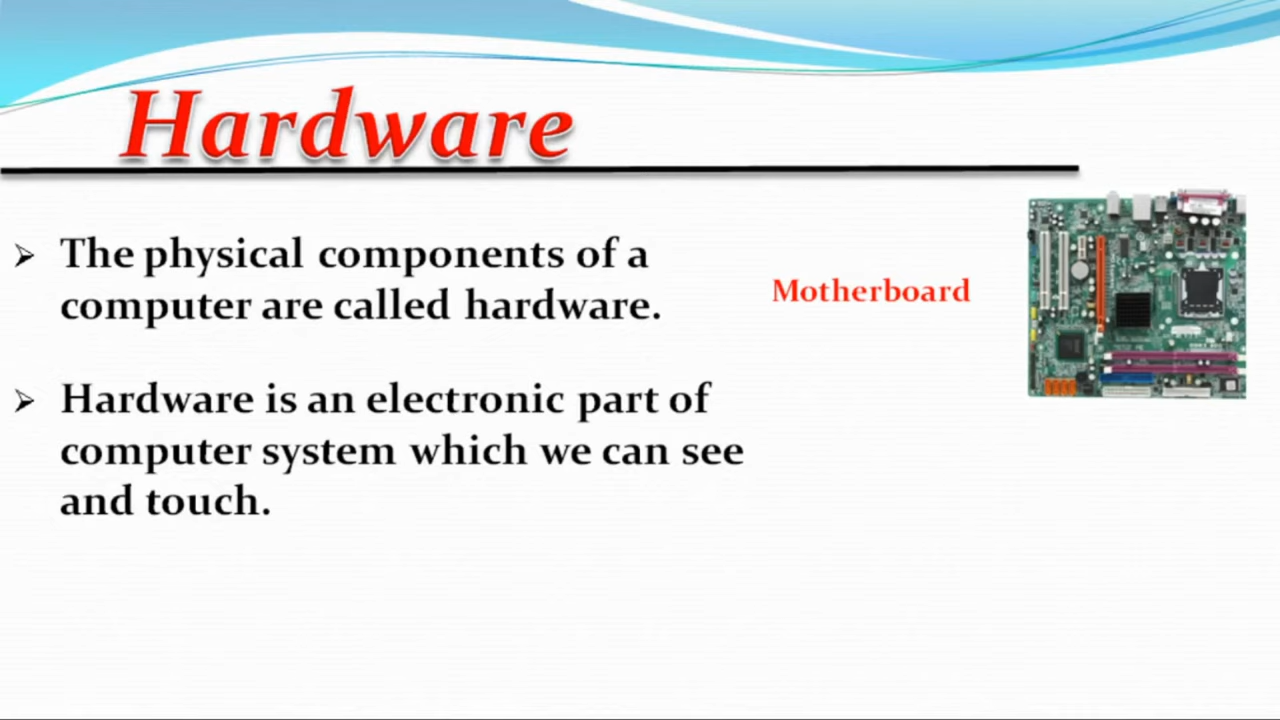 Hardware
The physical components of a
computer are called hardware.
Motherboard
Hardware is an electronic part of
computer system which we can see
and touch.